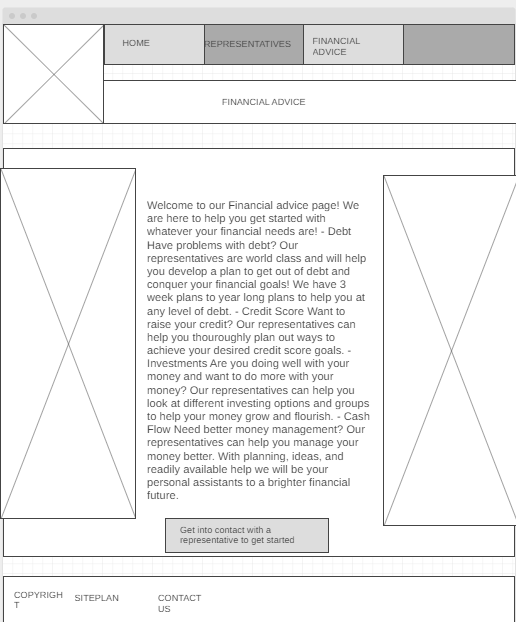 HOME
REPRESENTATIVES
FINANCIAL
ADVICE
FINANCIAL ADVICE
Welcome to our Financial advice page! We
are here to help you get started with
whatever your financial needs are! - Debt
Have problems with debt? Our
representatives are world class and will help
you develop a plan to get out of debt and
conquer your financial goals! We have 3
week plans to year long plans to help you at
any level of debt. - Credit Score Want to
raise your credit? Our representatives can
help you thouroughly plan out ways to
achieve your desired credit score goals. -
Investments Are you doing well with your
money and want to do more with your
money? Our representatives can help you
look at different investing options and groups
to help your money grow and flourish. - Cash
Flow Need better money management? Our
representatives can help you manage your
money better. With planning, ideas, and
readily available help we will be your
personal assistants to a brighter financial
future.
Get into contact with a
representative to get started
COPYRIGH
T
SITEPLAN
CONTACT
US